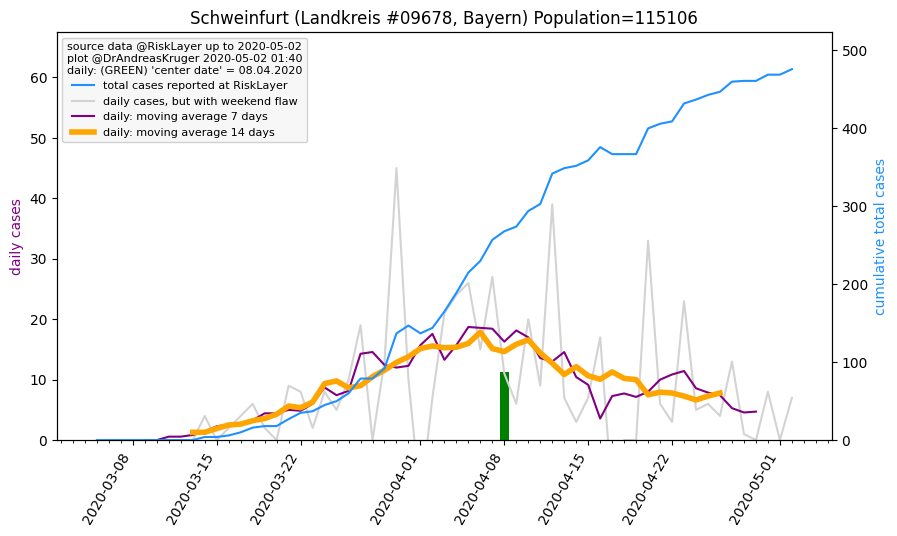 Schweinfurt (Landkreis #09678, Bayern) Population=115106
source data @RiskLayer up to 2020-05-02
plot @DrAndreasKruger 2020-05-02 01:40
daily: (GREEN) 'center date' = 08.04.2020
total cases reported at RiskLayer
daily cases, but with weekend flaw
daily: moving average 7 days
daily: moving average 14 days
daily cases
60
50
40
30
20
10
0
cumulative total cases
500
400
300
200
100
0
2020-03-08
2020-03-15
2020-03-22
2020-04-01
2020-04-08
2020-04-15
2020-04-22
2020-05-01